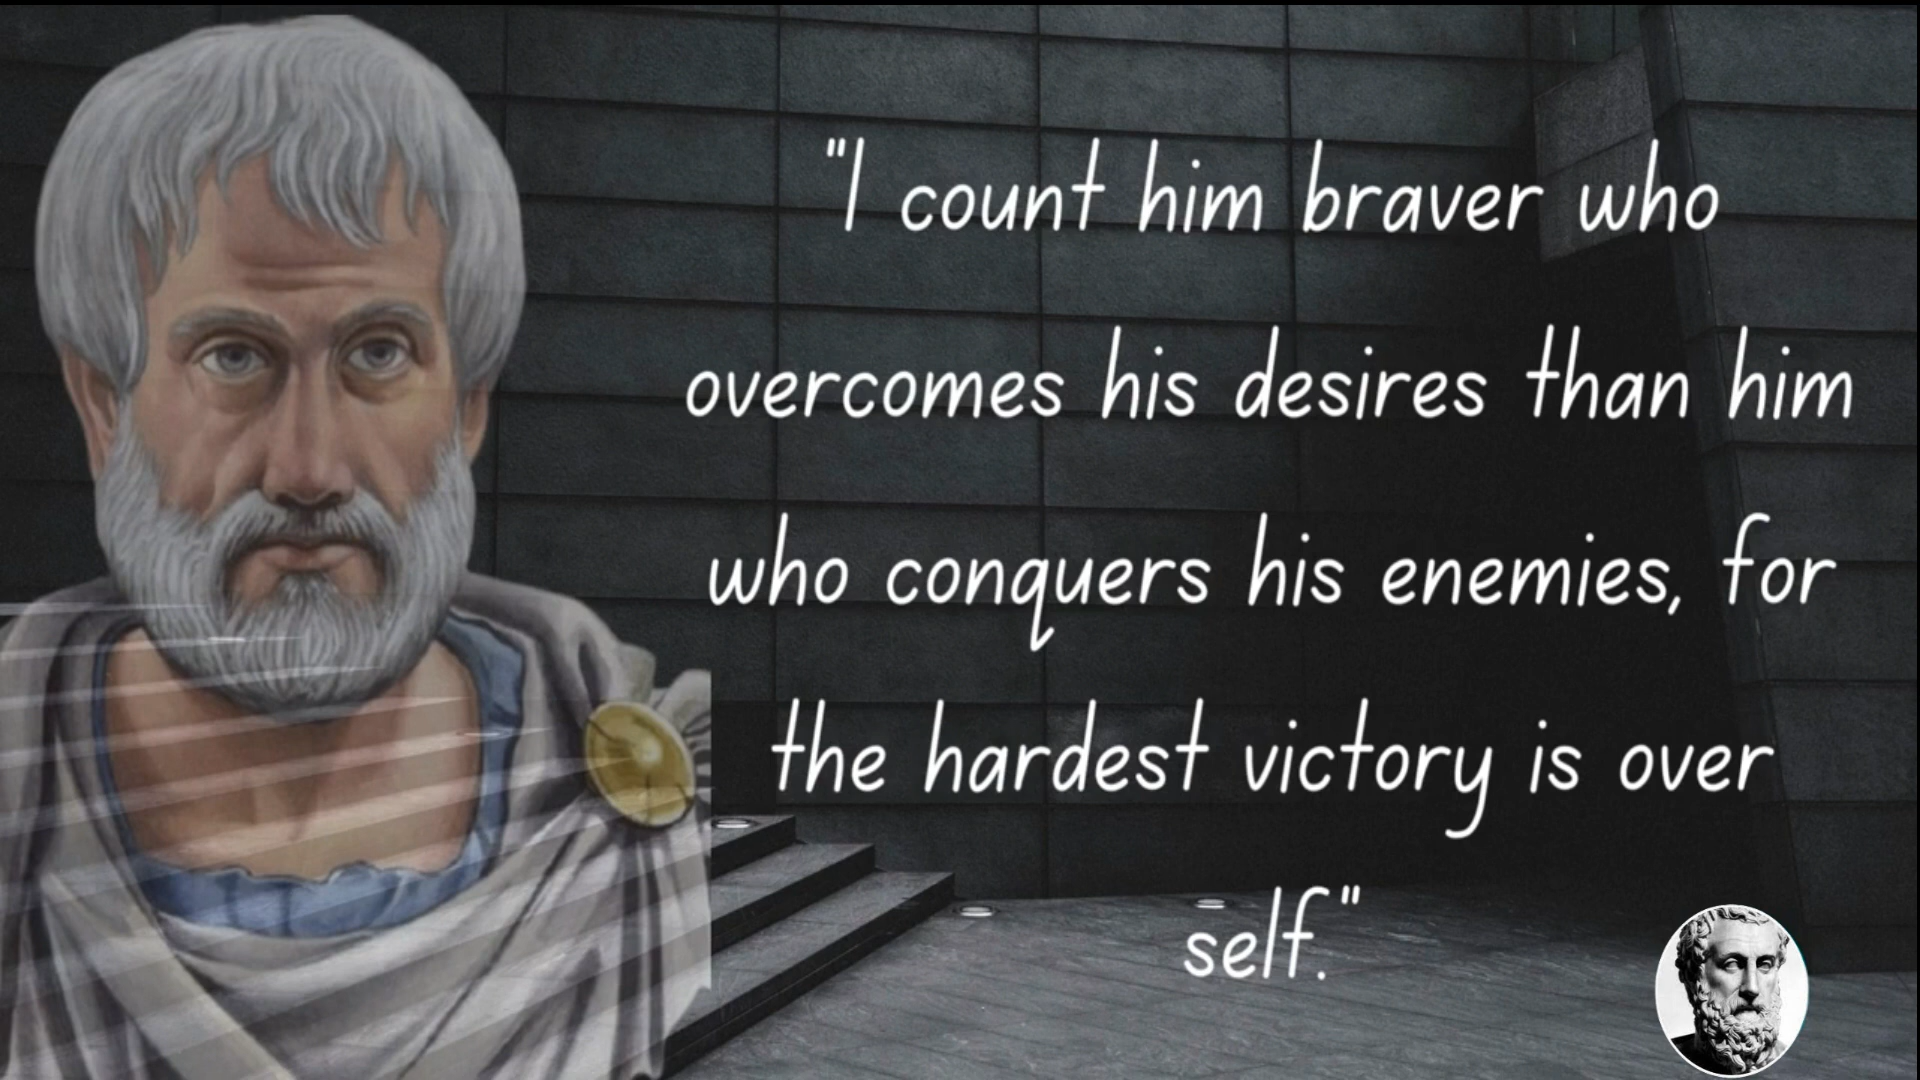 "I count him braver who
overcomes his desires than him
who conquers his enemies, for
the hardest victory is over
self."